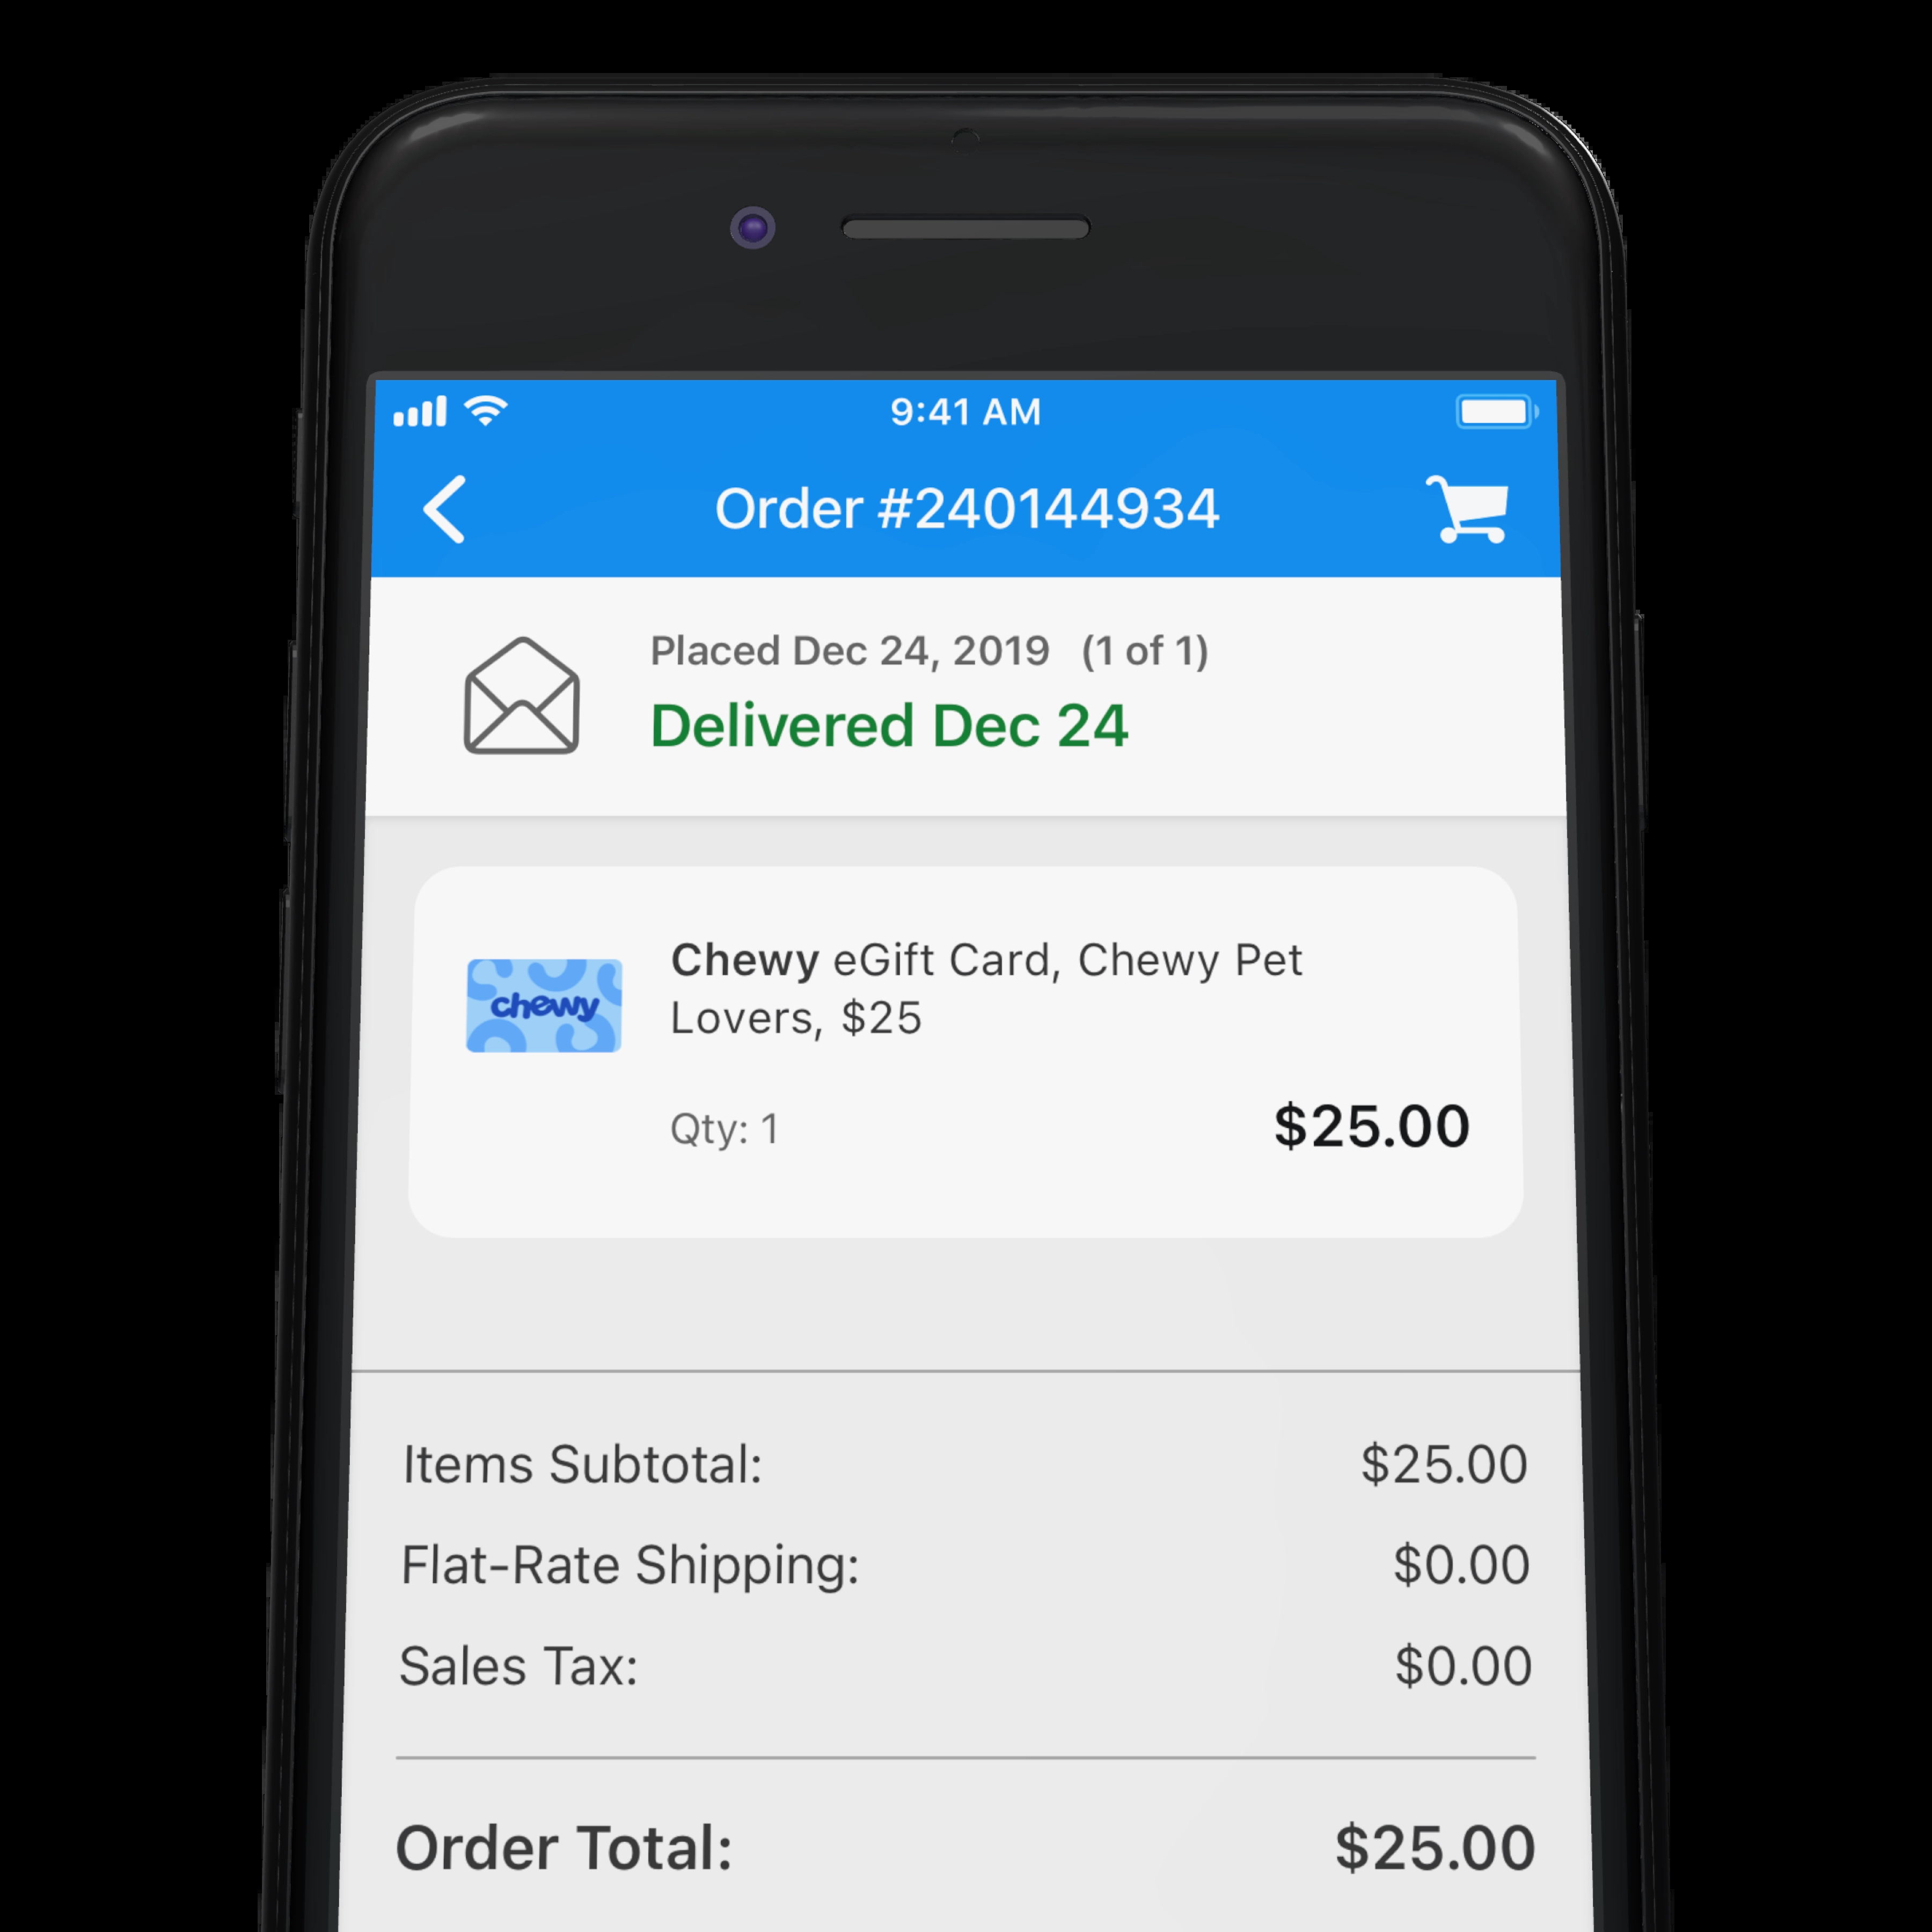 9:41 AM
Order #240144934
Placed Dec 24, 2019 (1 of 1)
Delivered Dec 24
chewy
Chewy eGift Card, Chewy Pet
Lovers, $25
Qty: 1 $25.00
Items Subtotal: $25.00
Flat-Rate Shipping: $0.00
Sales Tax: $0.00
Order Total: $25.00